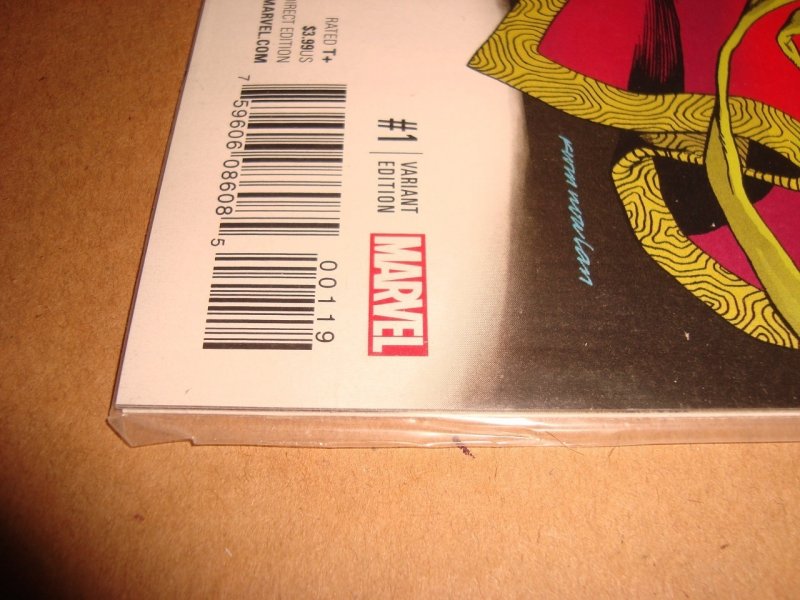 RATED T+
$3.99US
DIRECT EDITION
MARVEL.COM
7 59606 08608 5
00119
#1
VARIANT
EDITION
MARVEL